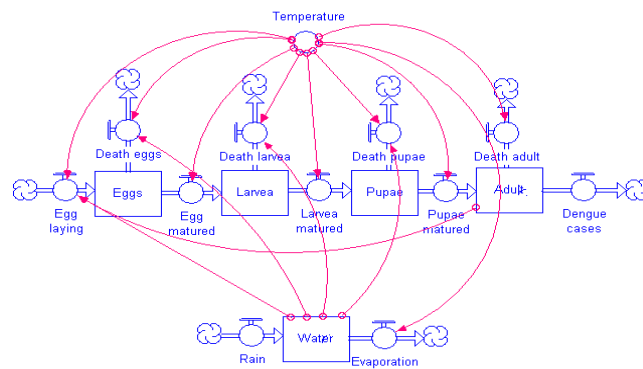 Temperature
Death eggs
Death larvea
Death pupae
Death adult
Eggs
Larvea
Pupae
Adult
Egg
laying
Egg
matured
Larvea
matured
Pupae
matured
Dengue
cases
Water
Rain
Evaporation